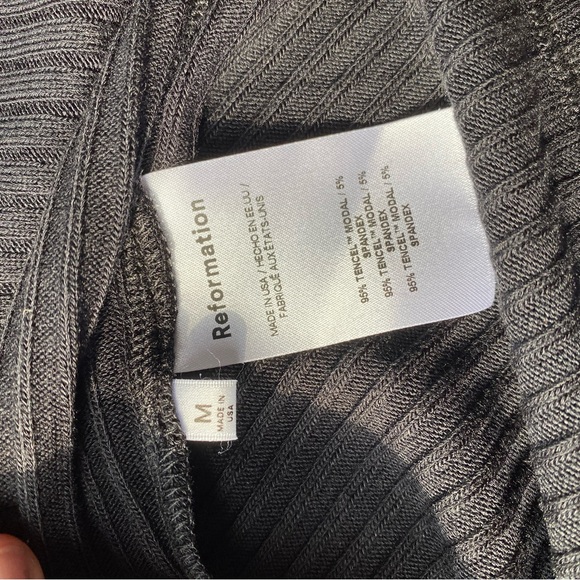 Reformation
MADE IN USA / HECHO EN EE.UU /
FABRIQUÉ AUX ÉTATS-UNIS
95% TENCEL™ MODAL / 5%
SPANDEX
95% TENCEL™ MODAL / 5%
SPANDEX
95% TENCEL™ MODAL / 5%
SPANDEX
M
MADE IN
USA